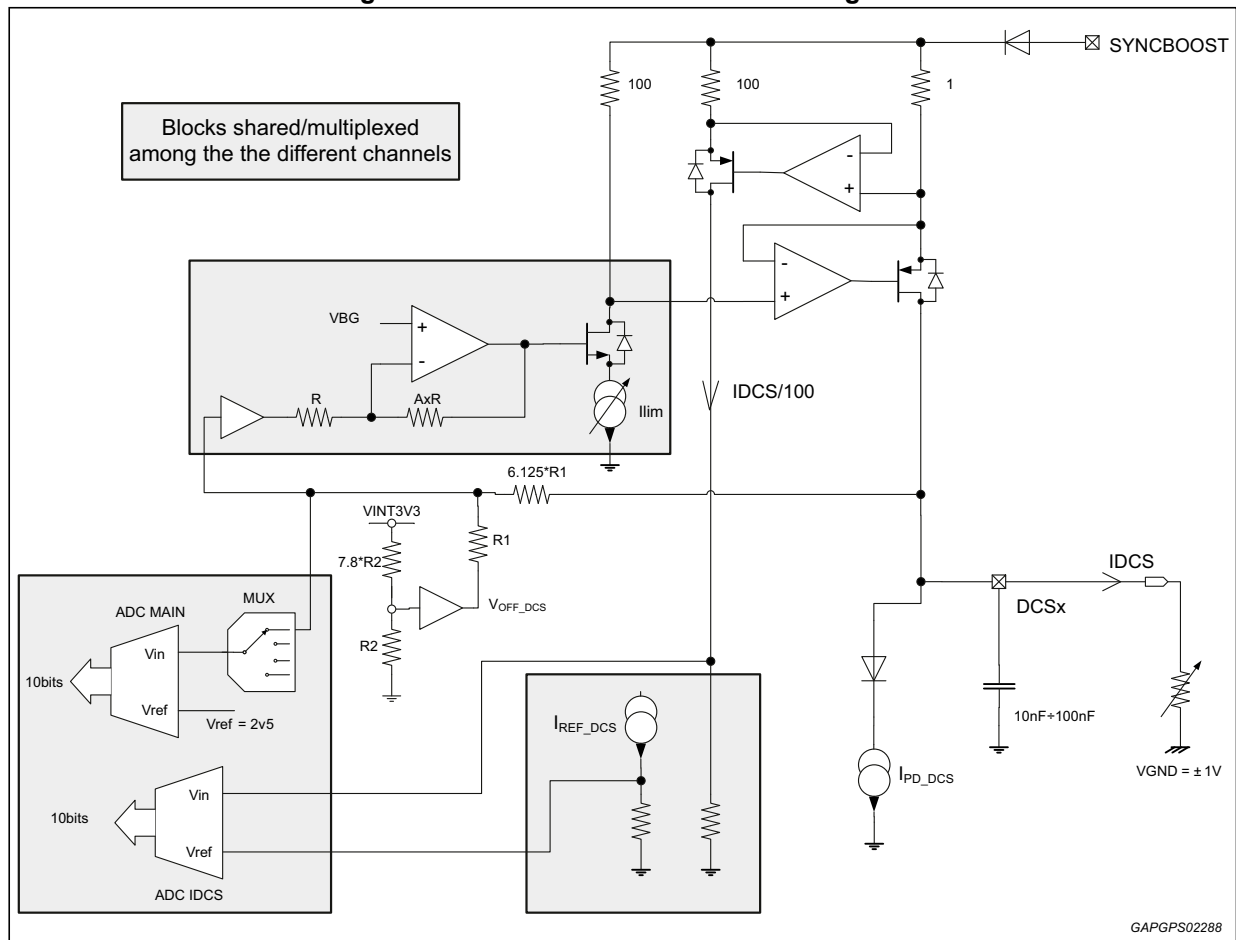 SYNCBOOST
100
100
1
Blocks shared/multiplexed
among the the different channels
-
+
-
+
VBG
+
-
R
AxR
Ilim
IDCS/100
6.125*R1
VINT3V3
7.8*R2
R1
VOFF_DCS
R2
IDCS
DCSx
MUX
ADC MAIN
Vin
10bits
Vref
Vref = 2v5
IREF_DCS
10nF÷100nF
IPD_DCS
VGND = ± 1V
Vin
10bits
Vref
ADC IDCS
GAPGPS02288